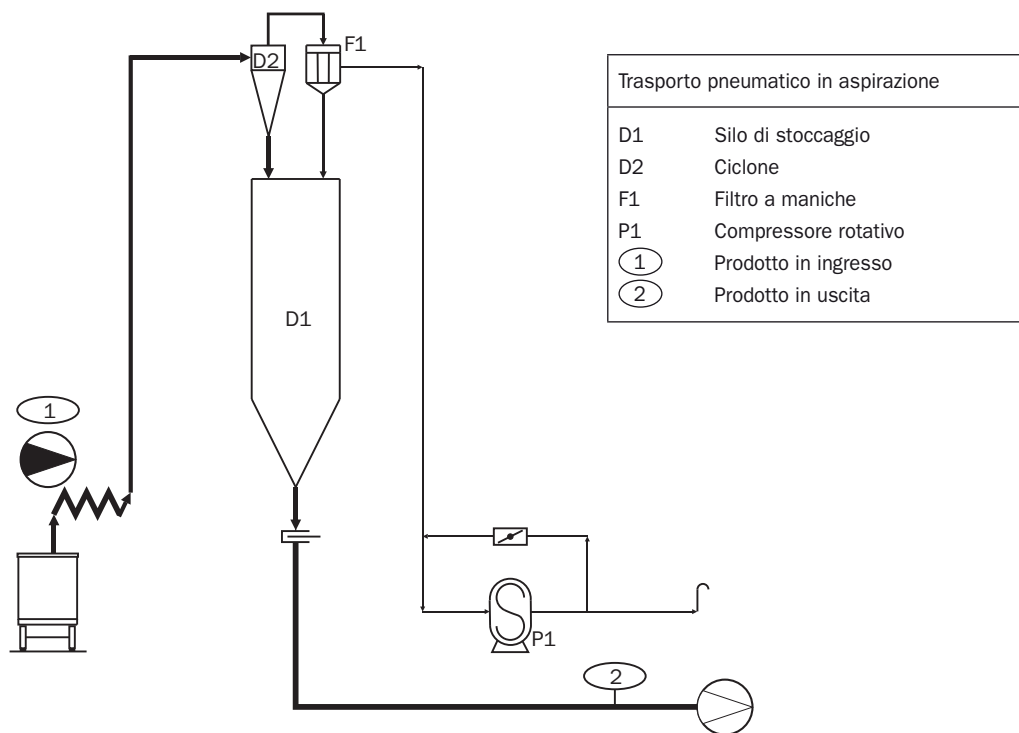 F1
D2
Trasporto pneumatico in aspirazione
D1 Silo di stoccaggio
D2 Ciclone
F1 Filtro a maniche
P1 Compressore rotativo
1 Prodotto in ingresso
2 Prodotto in uscita
D1
1
P1
2